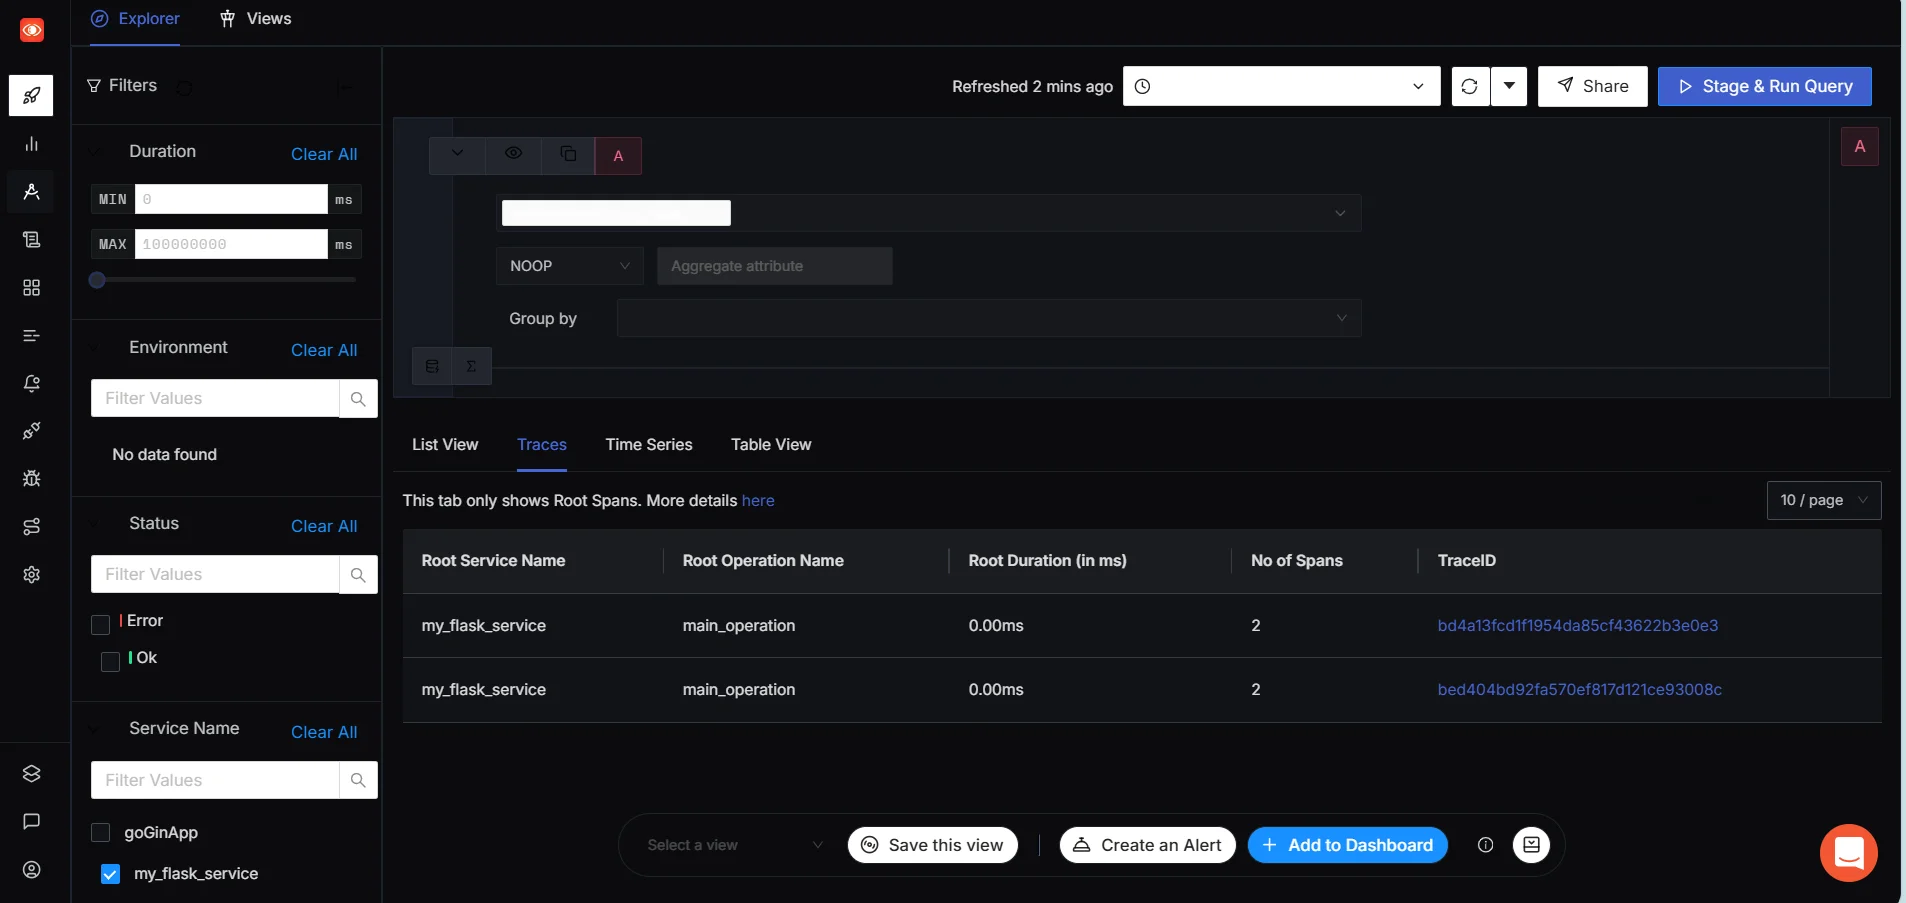 Explorer
Views
Filters
Refreshed 2 mins ago
Share
Stage & Run Query
Duration
Clear All
MIN
0
ms
MAX
100000000
ms
Environment
Clear All
Filter Values
No data found
Status
Clear All
Filter Values
Error
Ok
Service Name
Clear All
Filter Values
goGinApp
my_flask_service
A
A
NOOP
Aggregate attribute
Group by
List View
Traces
Time Series
Table View
This tab only shows Root Spans. More details here
10 / page
Root Service Name
Root Operation Name
Root Duration (in ms)
No of Spans
TraceID
my_flask_service
main_operation
0.00ms
2
bd4a13fcd1f1954da85cf43622b3e0e3
my_flask_service
main_operation
0.00ms
2
bed404bd92fa570ef817d121ce93008c
Select a view
Save this view
Create an Alert
Add to Dashboard